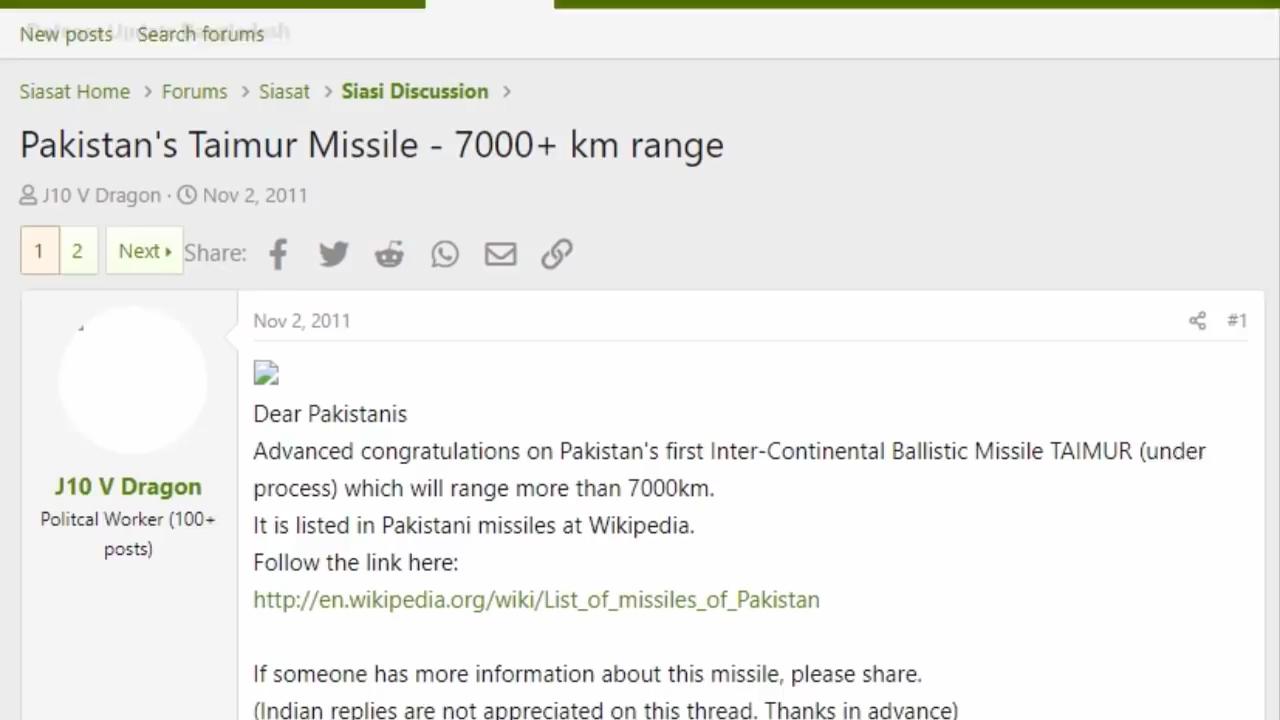 New posts Search forums
Siasat Home > Forums > Siasat > Siasi Discussion >
Pakistan's Taimur Missile - 7000+ km range
J10 V Dragon · Nov 2, 2011
1 2 Next Share:
Nov 2, 2011 #1
Dear Pakistanis
Advanced congratulations on Pakistan's first Inter-Continental Ballistic Missile TAIMUR (under
process) which will range more than 7000km.
It is listed in Pakistani missiles at Wikipedia.
Follow the link here:
http://en.wikipedia.org/wiki/List_of_missiles_of_Pakistan
If someone has more information about this missile, please share.
(Indian replies are not appreciated on this thread. Thanks in advance)
J10 V Dragon
Politcal Worker (100+
posts)